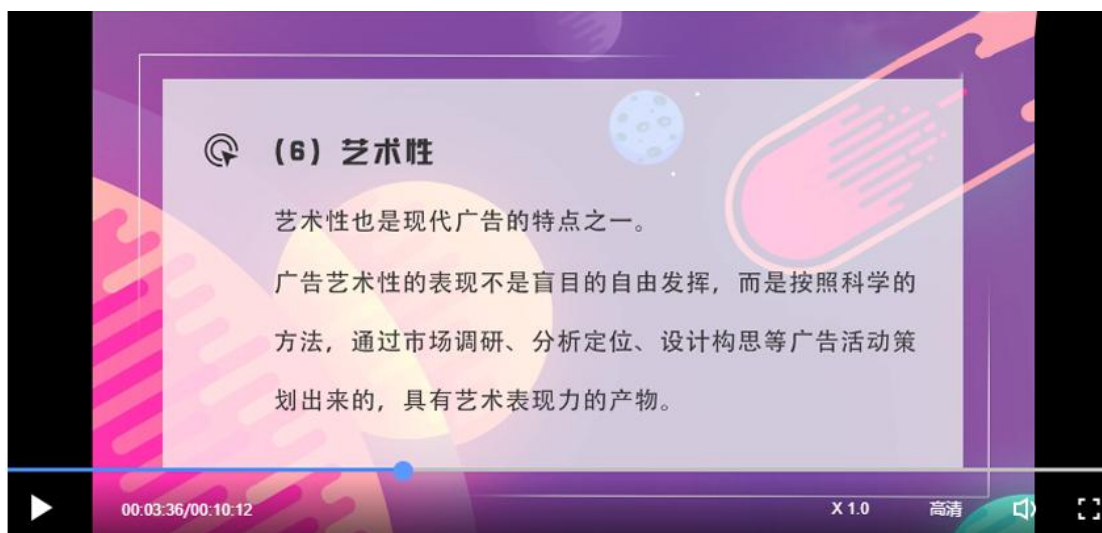 (6) 艺术性
艺术性也是现代广告的特点之一。
广告艺术性的表现不是盲目的自由发挥，而是按照科学的
方法，通过市场调研、分析定位、设计构思等广告活动策
划出来的，具有艺术表现力的产物。
00:03:36/00:10:12 X 1.0 高清